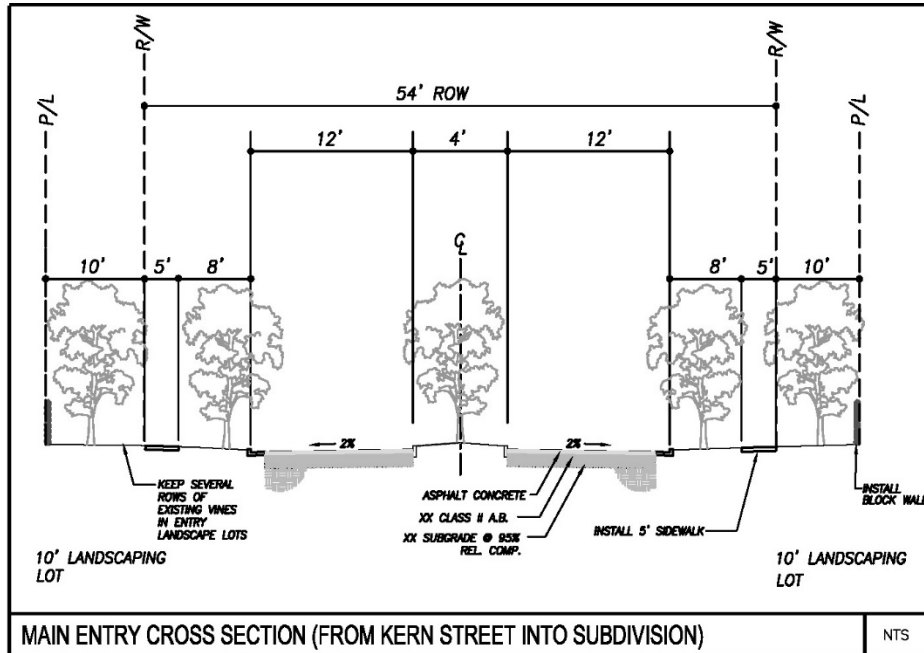 P/L
R/W
R/W
P/L
54' ROW
12'
4'
12'
CL
10'
5'
8'
8'
5'
10'
2%
2%
KEEP SEVERAL
ROWS OF
EXISTING VINES
IN ENTRY
LANDSCAPE LOTS
ASPHALT CONCRETE
XX CLASS II A.B.
XX SUBGRADE @ 95%
REL. COMP.
INSTALL 5' SIDEWALK
INSTALL
BLOCK WALL
10' LANDSCAPING
LOT
10' LANDSCAPING
LOT
MAIN ENTRY CROSS SECTION (FROM KERN STREET INTO SUBDIVISION)
NTS